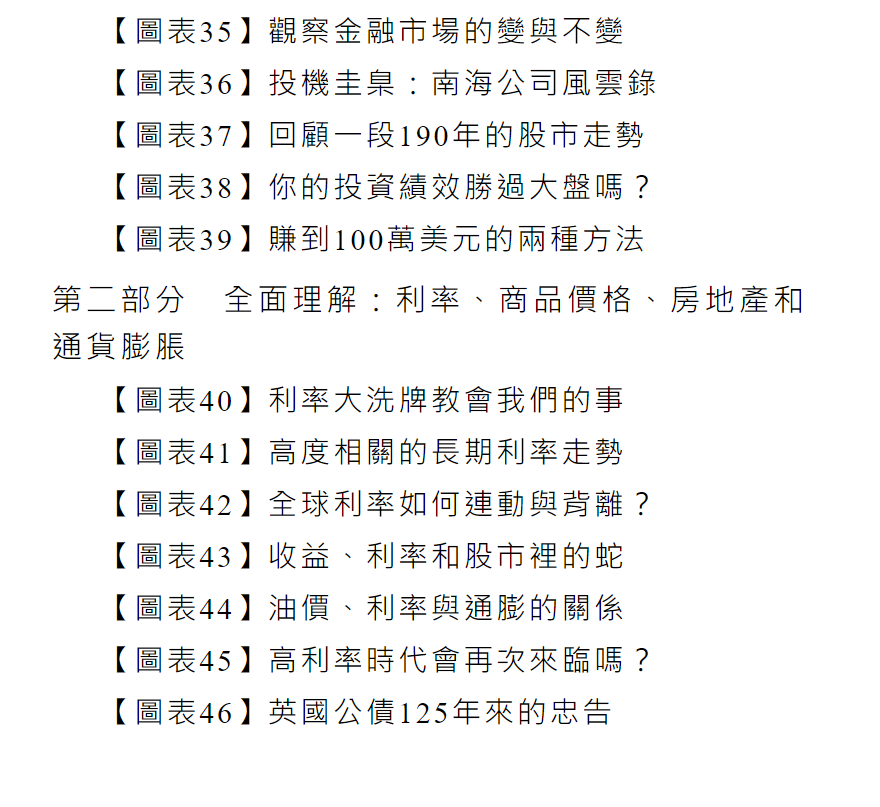 【圖表35】觀察金融市場的變與不變
【圖表36】投機圭臬：南海公司風雲錄
【圖表37】回顧一段190年的股市走勢
【圖表38】你的投資績效勝過大盤嗎？
【圖表39】賺到100萬美元的兩種方法
第二部分　全面理解：利率、商品價格、房地產和
通貨膨脹
【圖表40】利率大洗牌教會我們的事
【圖表41】高度相關的長期利率走勢
【圖表42】全球利率如何連動與背離？
【圖表43】收益、利率和股市裡的蛇
【圖表44】油價、利率與通膨的關係
【圖表45】高利率時代會再次來臨嗎？
【圖表46】英國公債125年來的忠告